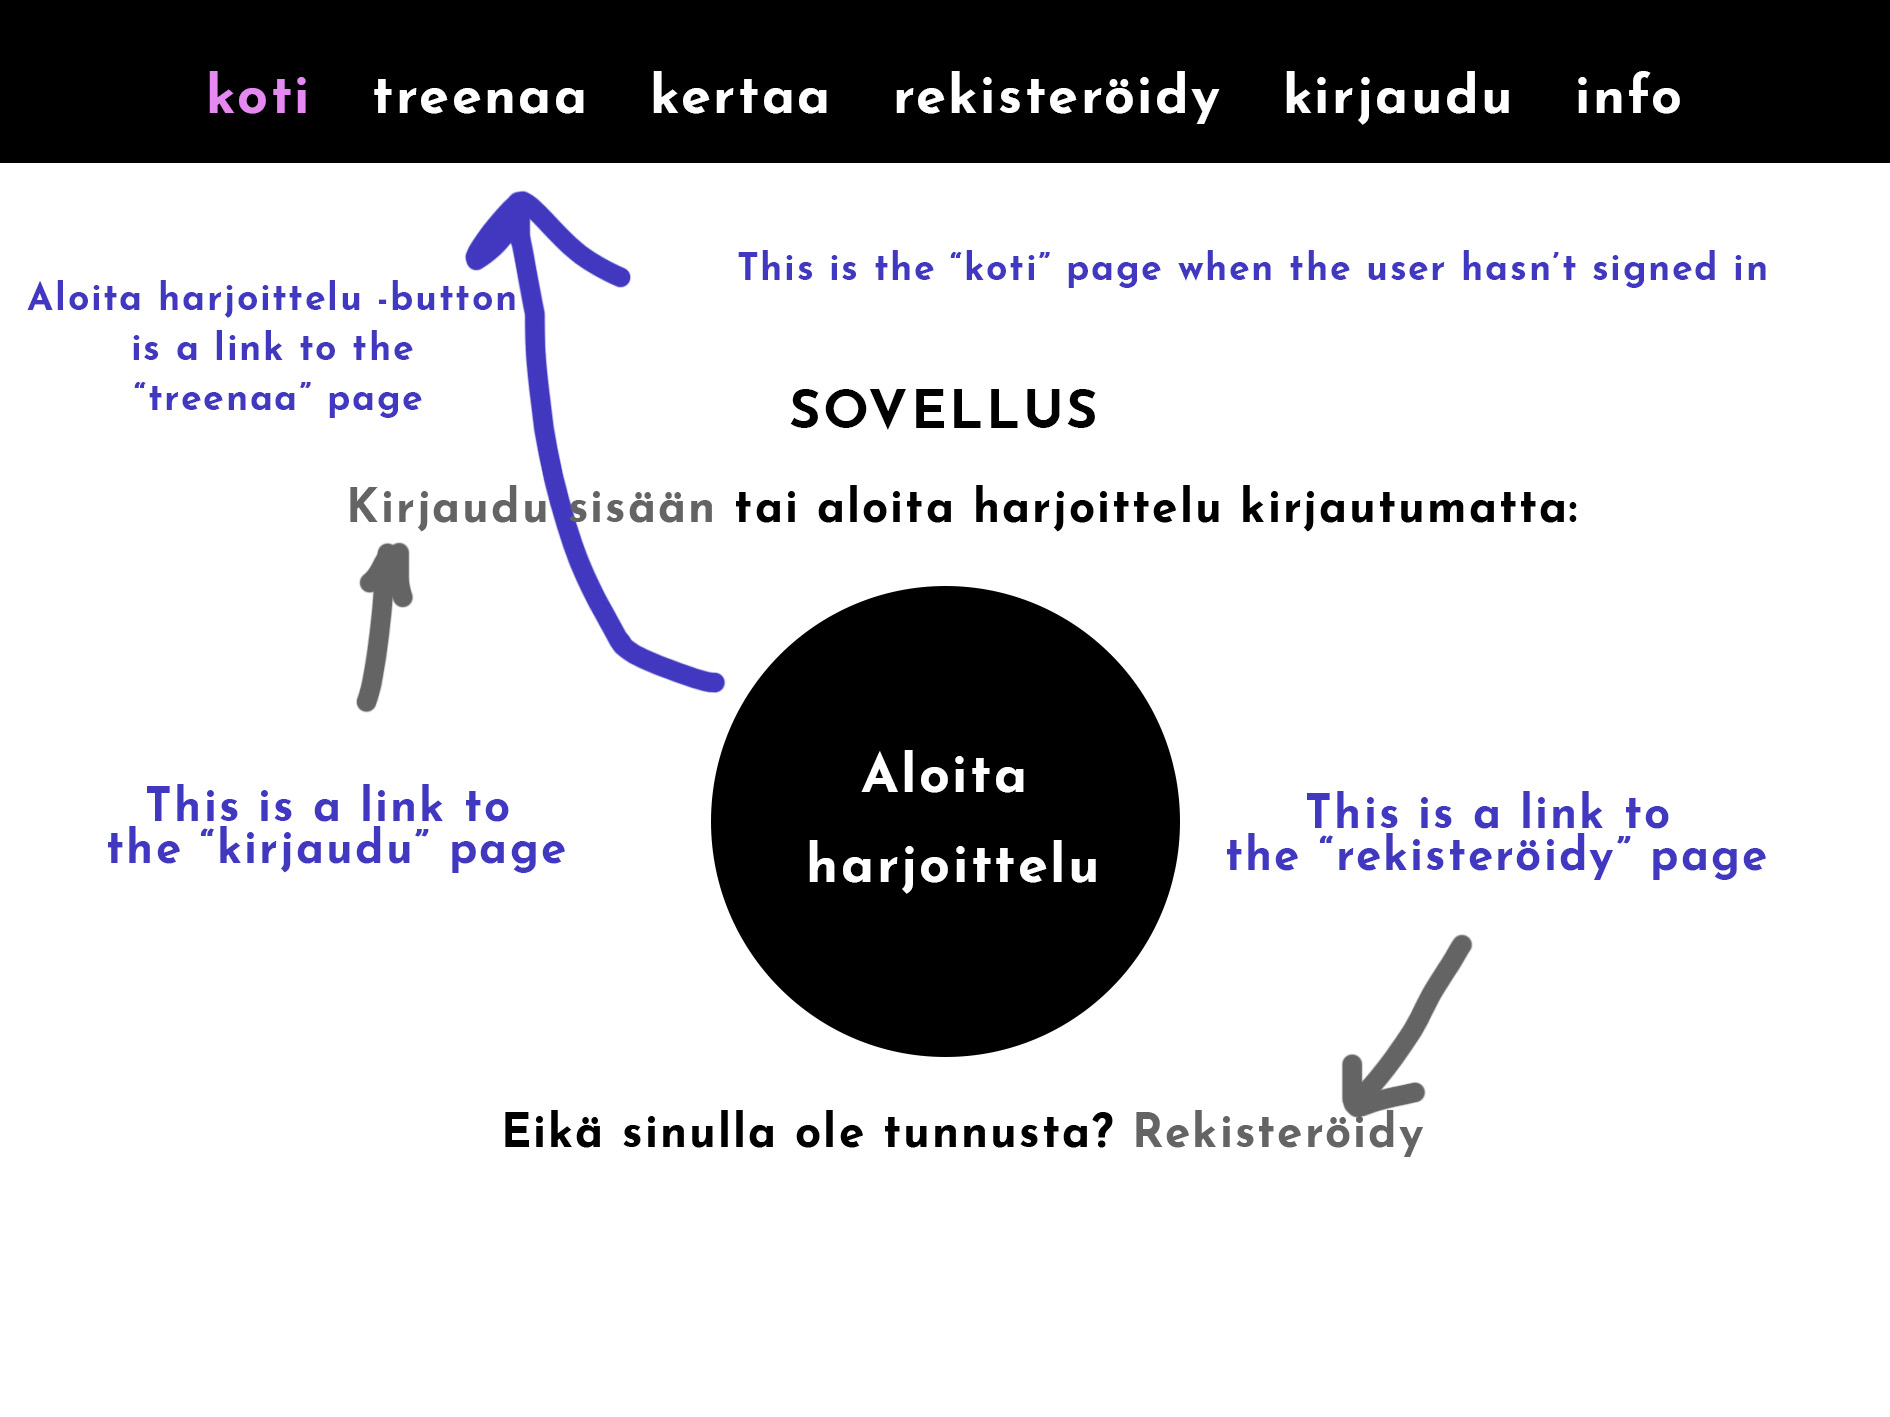 koti treenaa kertaa rekisteröidy kirjaudu info
This is the “koti” page when the user hasn’t signed in
Aloita harjoittelu -button
is a link to the
“treenaa” page
SOVELLUS
Kirjaudu sisään tai aloita harjoittelu kirjautumatta:
Aloita
harjoittelu
This is a link to
the “kirjaudu” page
This is a link to
the “rekisteröidy” page
Eikä sinulla ole tunnusta? Rekisteröidy